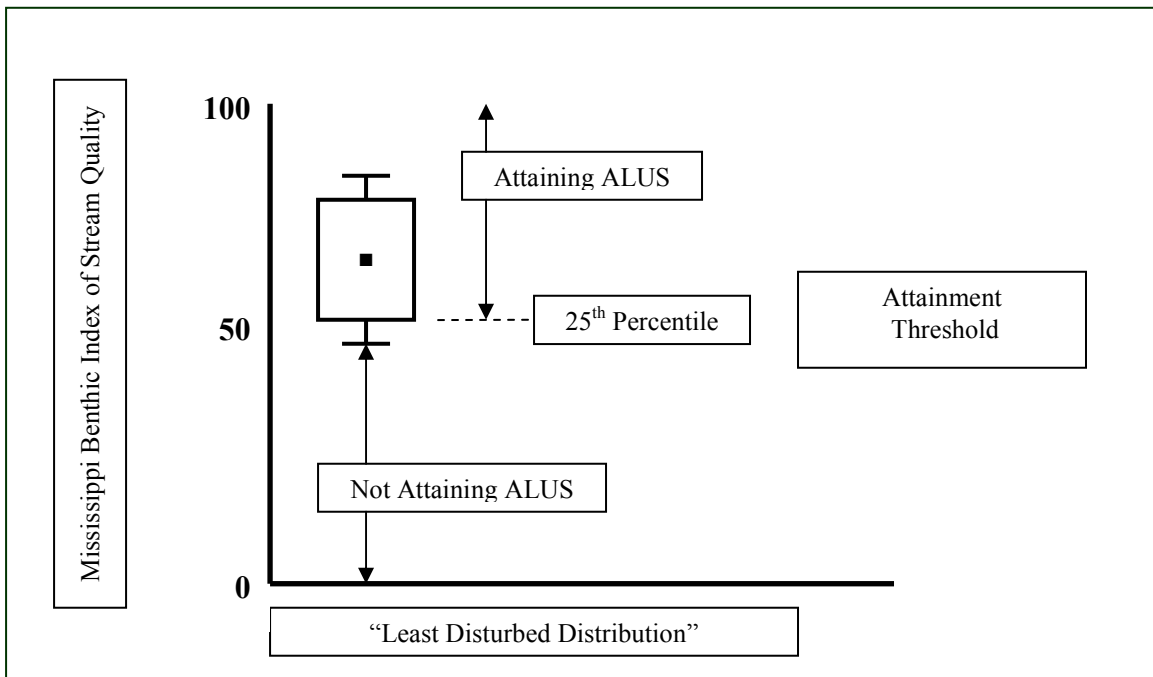 Mississippi Benthic Index of Stream Quality
100
50
0
Attaining ALUS
25th Percentile
Attainment
Threshold
Not Attaining ALUS
“Least Disturbed Distribution”